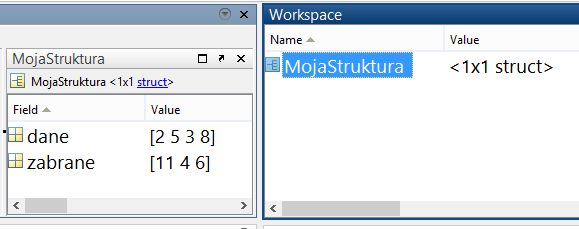 MojaStruktura
MojaStruktura <1x1 struct>
Field Value
dane [2 5 3 8]
zabrane [11 4 6]
Workspace
Name Value
MojaStruktura <1x1 struct>